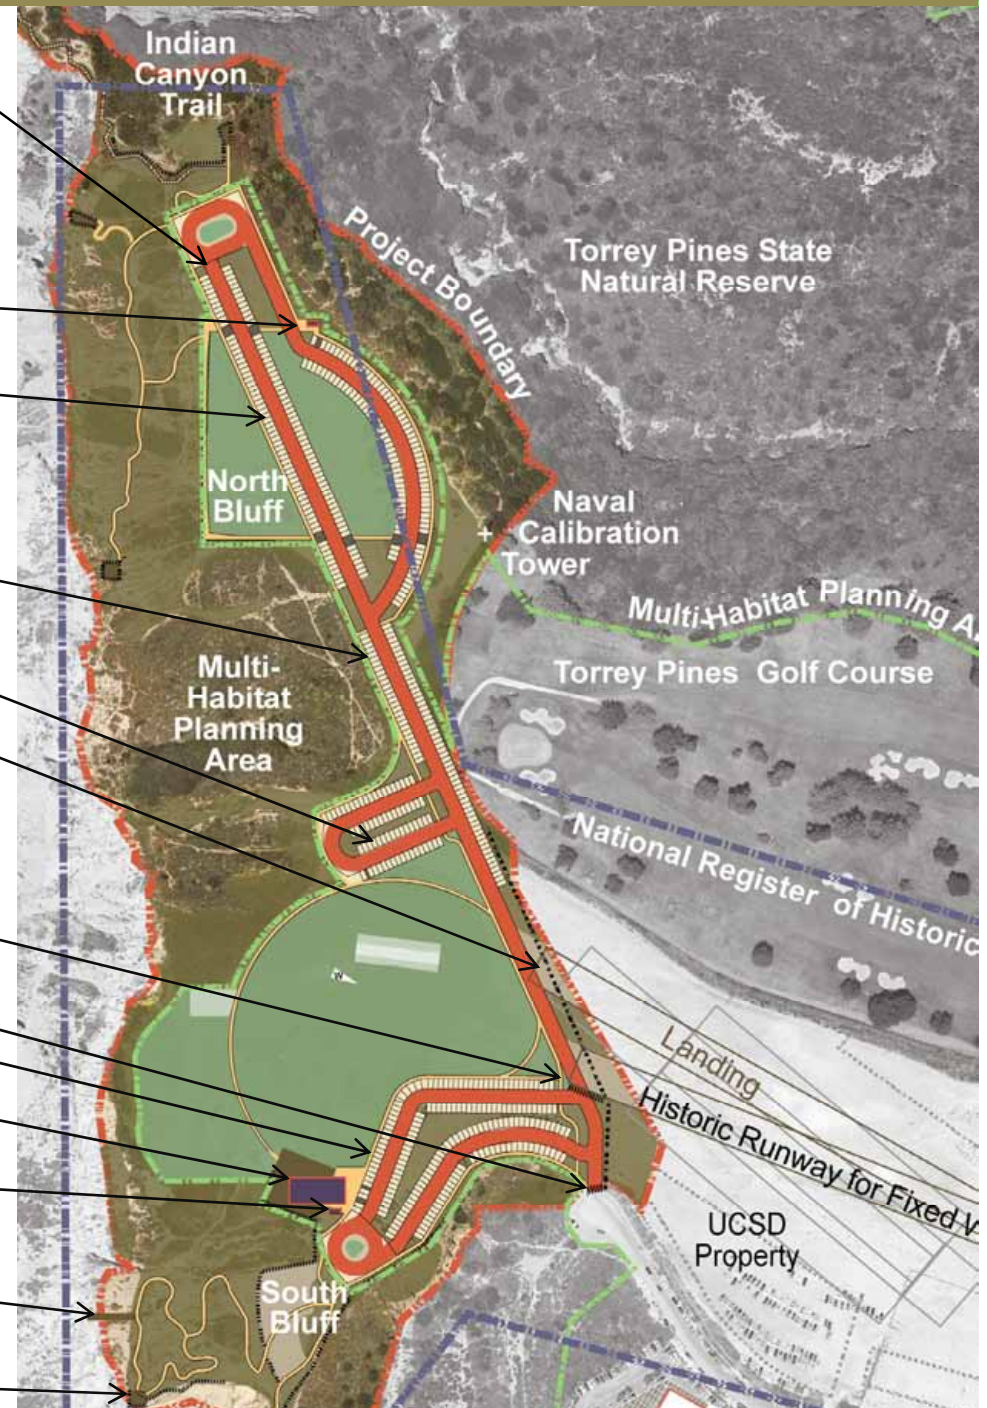 Indian
Canyon
Trail
Project Boundary
Torrey Pines State
Natural Reserve
North
Bluff
Naval
Calibration
Tower
Multi-Habitat Planning A
Torrey Pines Golf Course
Multi-
Habitat
Planning
Area
National Register of Historic
W
Landing
Historic Runway for Fixed W
UCSD
Property
South
Bluff